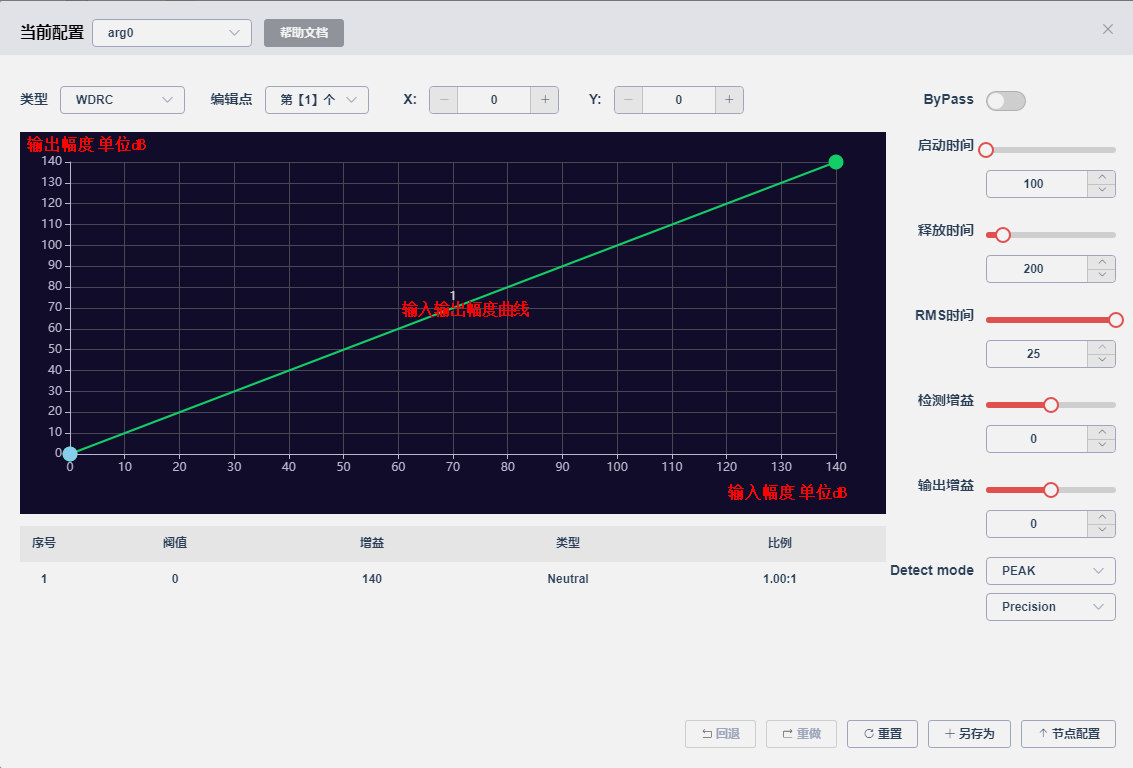 当前配置 arg0 帮助文档
类型 WDRC 编辑点 第【1】个 X: 0 Y: 0 ByPass
输出幅度 单位dB
140
130
120
110
100
90
80
70
60
50
40
30
20
10
0
1
输入输出幅度曲线
0 10 20 30 40 50 60 70 80 90 100 110 120 130 140
输入幅度 单位dB
启动时间
100
释放时间
200
RMS时间
25
检测增益
0
输出增益
0
Detect mode PEAK
Precision
序号 阀值 增益 类型 比例
1 0 140 Neutral 1.00:1
回退 重做 重置 另存为 节点配置